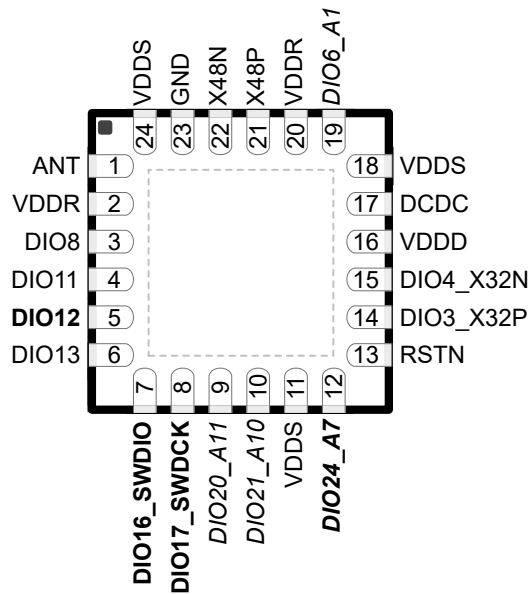 VDDS
GND
X48N
X48P
VDDR
DIO6_A1
24
23
22
21
20
19
ANT 1
VDDR 2
DIO8 3
DIO11 4
DIO12 5
DIO13 6
18 VDDS
17 DCDC
16 VDDD
15 DIO4_X32N
14 DIO3_X32P
13 RSTN
7
8
9
10
11
12
DIO16_SWDIO
DIO17_SWDCK
DIO20_A11
DIO21_A10
VDDS
DIO24_A7